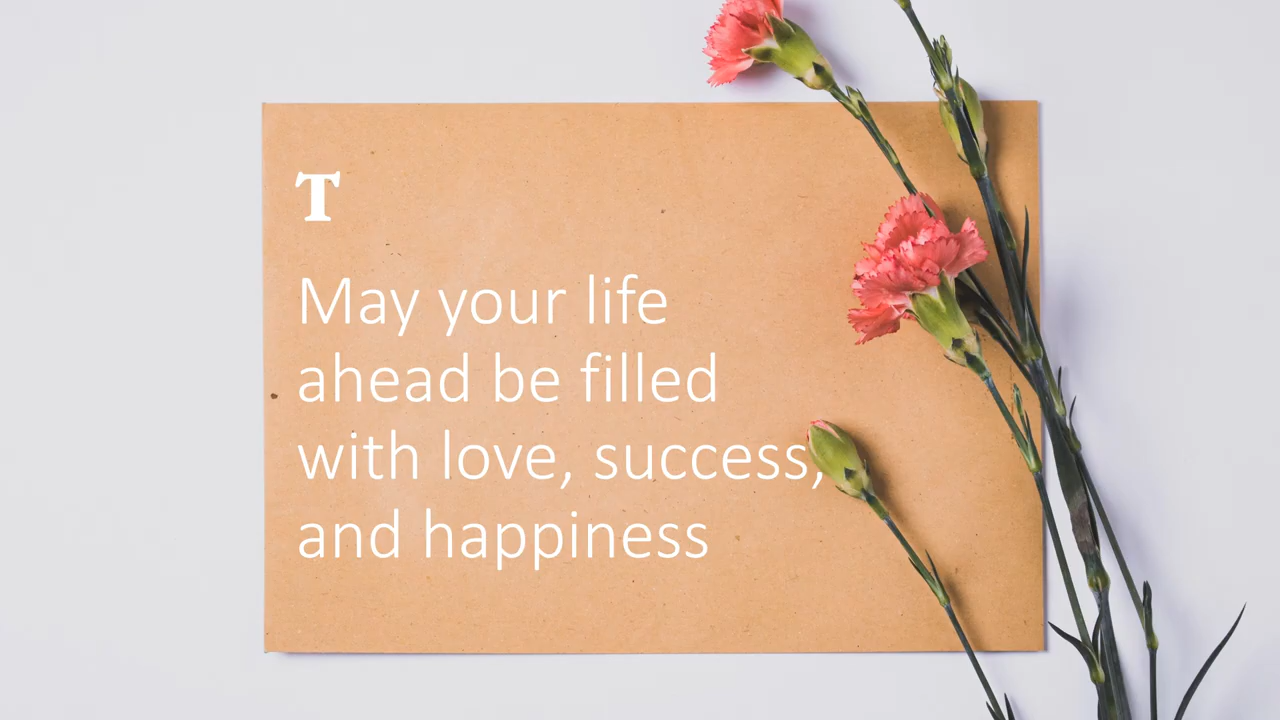 T
May your life
ahead be filled
with love, success,
and happiness